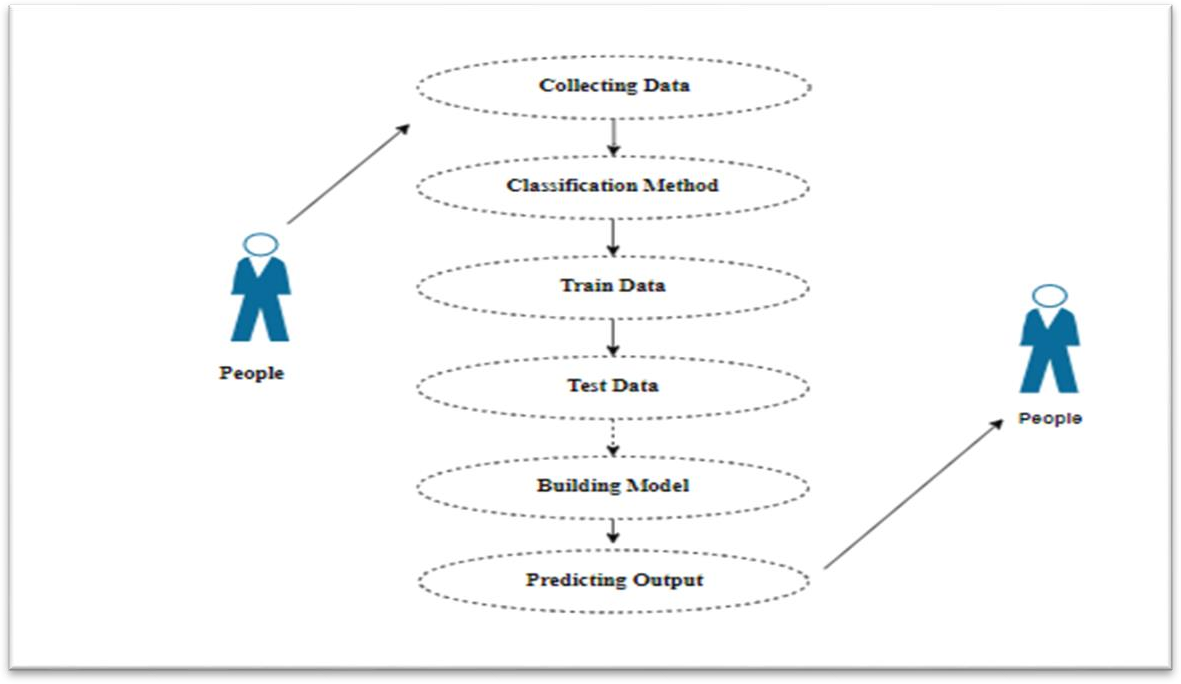 Collecting Data
Classification Method
Train Data
People
Test Data
People
Building Model
Predicting Output